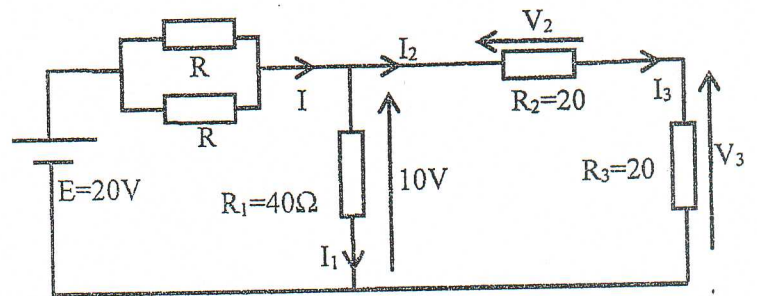 V₂
R
I
I₂
R₂=20
I₃
R
E=20V
R₁=40Ω
10V
R₃=20
V₃
I₁